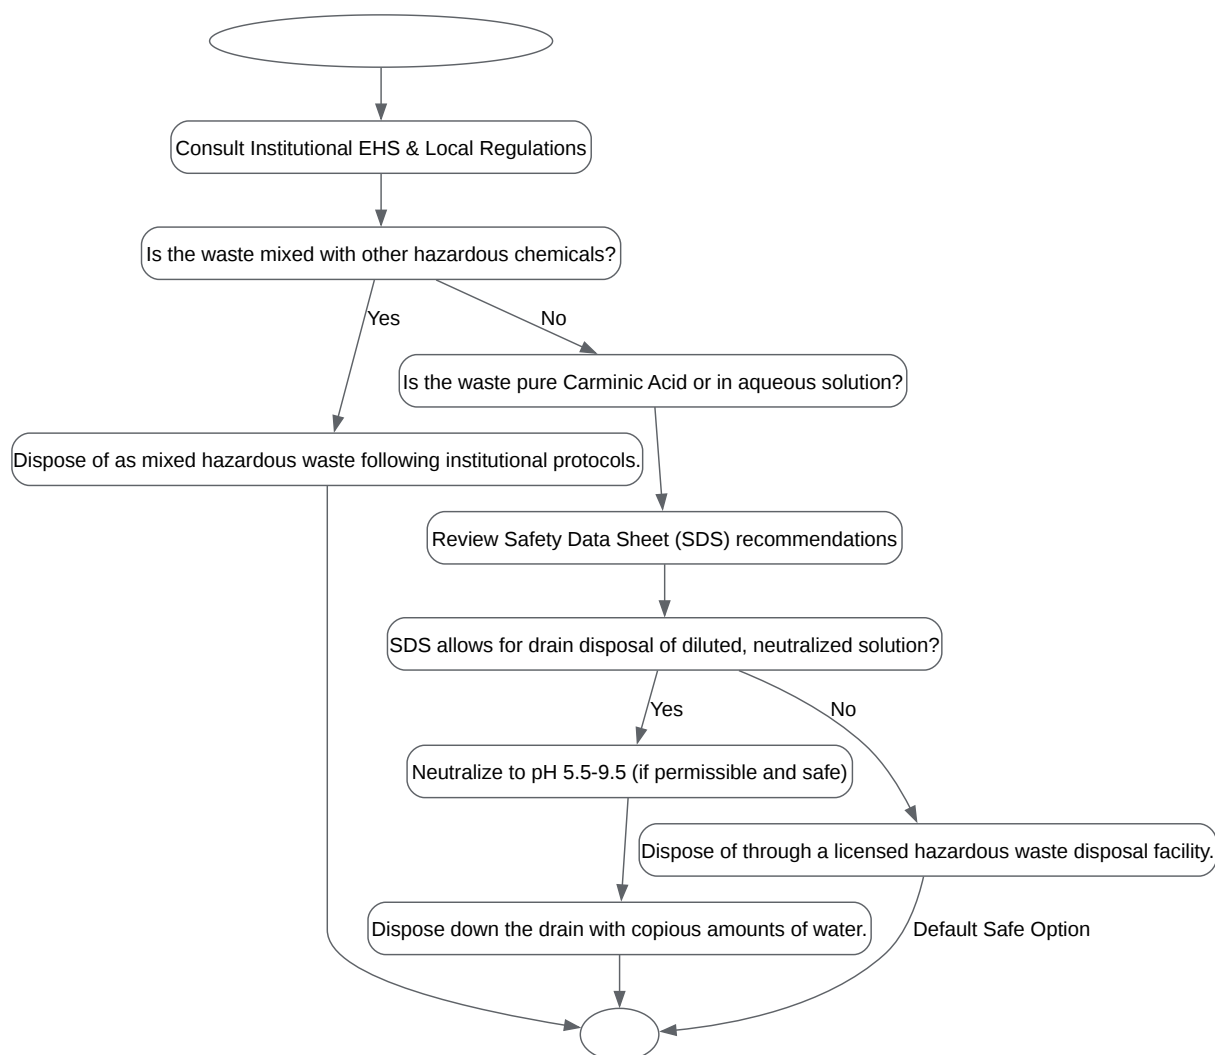 Consult Institutional EHS & Local Regulations
Is the waste mixed with other hazardous chemicals?
Yes
No
Is the waste pure Carminic Acid or in aqueous solution?
Dispose of as mixed hazardous waste following institutional protocols.
Review Safety Data Sheet (SDS) recommendations
SDS allows for drain disposal of diluted, neutralized solution?
Yes
No
Neutralize to pH 5.5-9.5 (if permissible and safe)
Dispose of through a licensed hazardous waste disposal facility.
Dispose down the drain with copious amounts of water.
Default Safe Option